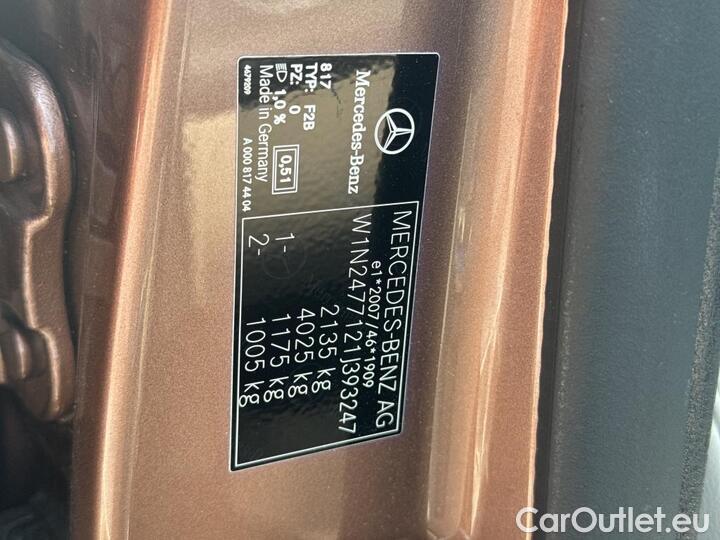 Mercedes-Benz
817
TYP: F2B
PZ: 0
1,0 %
0,51
Made in Germany
4679209
A 000 817 44 04
MERCEDES-BENZ AG
e1*2007/46*1909
W1N2477121J393247
2135 kg
4025 kg
1- 1175 kg
2- 1005 kg
CarOutlet.eu